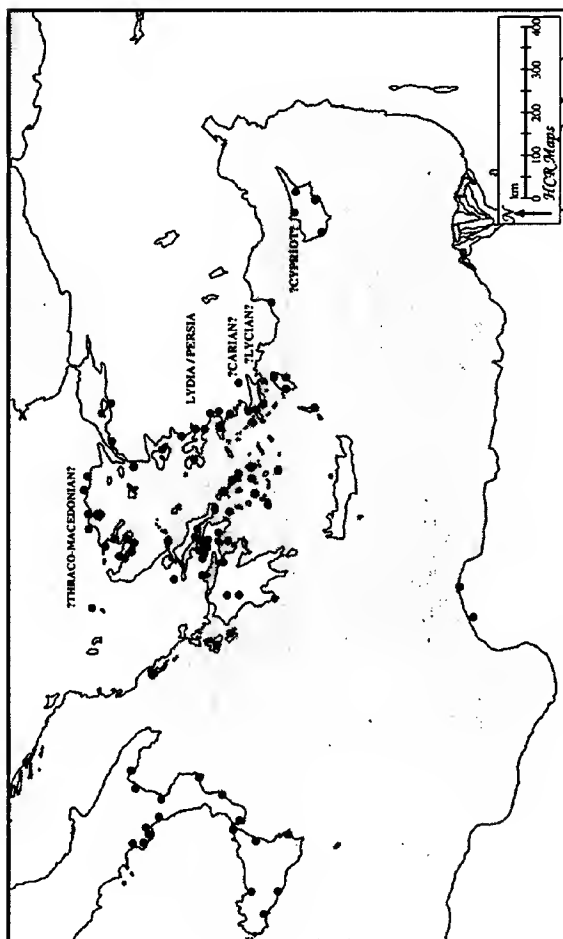 ?THRACO-MACEDONIAN?
LYDIA / PERSIA
?CARIAN?
?LYCIAN?
?CYPRIOT?
km
0 100 200 300 400
N
HCR Maps